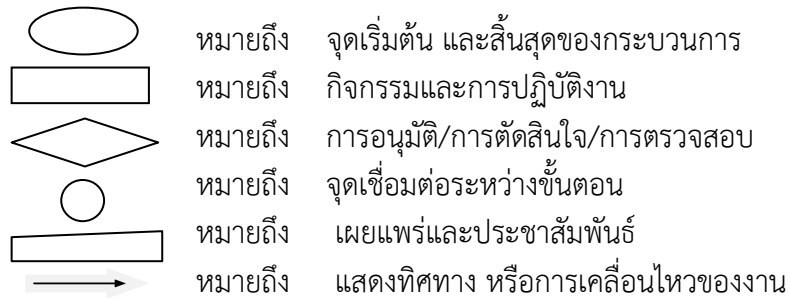 หมายถึง จุดเริ่มต้น และสิ้นสุดของกระบวนการ
หมายถึง กิจกรรมและการปฏิบัติงาน
หมายถึง การอนุมัติ/การตัดสินใจ/การตรวจสอบ
หมายถึง จุดเชื่อมต่อระหว่างขั้นตอน
หมายถึง เผยแพร่และประชาสัมพันธ์
หมายถึง แสดงทิศทาง หรือการเคลื่อนไหวของงาน